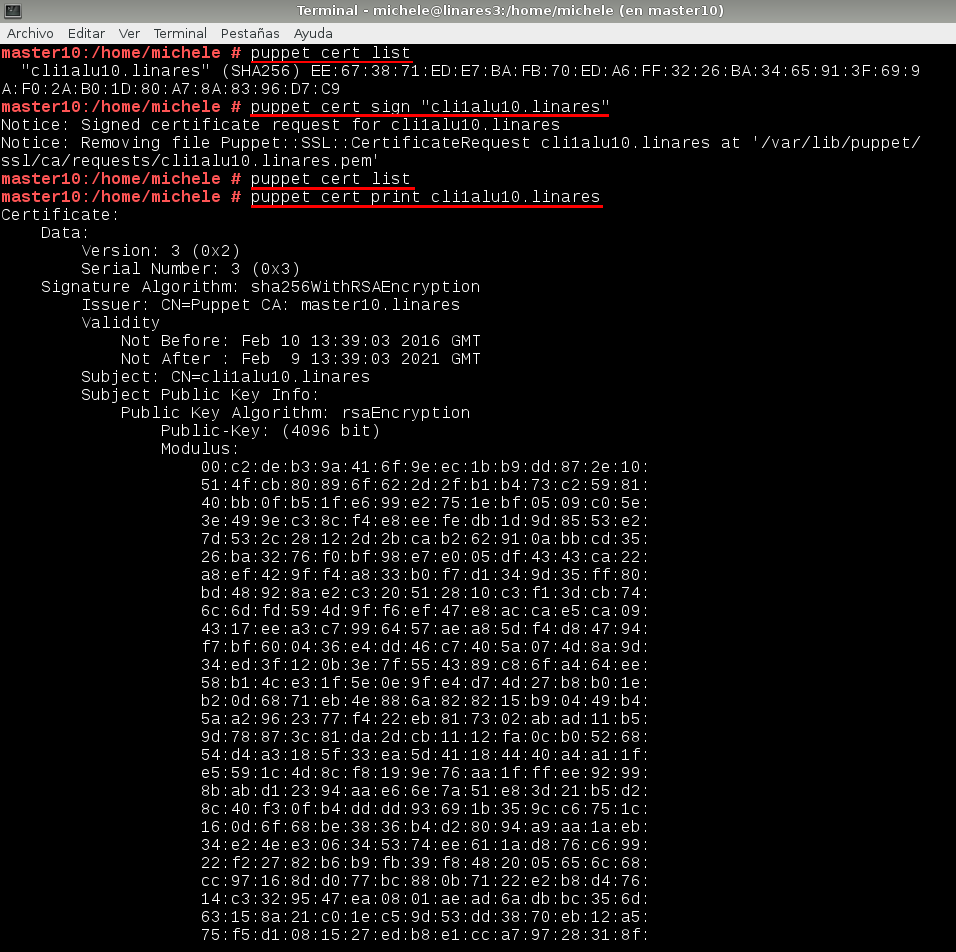 Terminal - michele@linares3:/home/michele (en master10)
Archivo Editar Ver Terminal Pestañas Ayuda
master10:/home/michele # puppet cert list
  "cli1alu10.linares" (SHA256) EE:67:38:71:ED:E7:BA:FB:70:ED:A6:FF:32:26:BA:34:65:91:3F:69:9
A:F0:2A:B0:1D:80:A7:8A:83:96:D7:C9
master10:/home/michele # puppet cert sign "cli1alu10.linares"
Notice: Signed certificate request for cli1alu10.linares
Notice: Removing file Puppet::SSL::CertificateRequest cli1alu10.linares at '/var/lib/puppet/
ssl/ca/requests/cli1alu10.linares.pem'
master10:/home/michele # puppet cert list
master10:/home/michele # puppet cert print cli1alu10.linares
Certificate:
    Data:
        Version: 3 (0x2)
        Serial Number: 3 (0x3)
    Signature Algorithm: sha256WithRSAEncryption
        Issuer: CN=Puppet CA: master10.linares
        Validity
            Not Before: Feb 10 13:39:03 2016 GMT
            Not After : Feb  9 13:39:03 2021 GMT
        Subject: CN=cli1alu10.linares
        Subject Public Key Info:
            Public Key Algorithm: rsaEncryption
                Public-Key: (4096 bit)
                Modulus:
                    00:c2:de:b3:9a:41:6f:9e:ec:1b:b9:dd:87:2e:10:
                    51:4f:cb:80:89:6f:62:2d:2f:b1:b4:73:c2:59:81:
                    40:bb:0f:b5:1f:e6:99:e2:75:1e:bf:05:09:c0:5e:
                    3e:49:9e:c3:8c:f4:e8:ee:fe:db:1d:9d:85:53:e2:
                    7d:53:2c:28:12:2d:2b:ca:b2:62:91:0a:bb:cd:35:
                    26:ba:32:76:f0:bf:98:e7:e0:05:df:43:43:ca:22:
                    a8:ef:42:9f:f4:a8:33:b0:f7:d1:34:9d:35:ff:80:
                    bd:48:92:8a:e2:c3:20:51:28:10:c3:f1:3d:cb:74:
                    6c:6d:fd:59:4d:9f:f6:ef:47:e8:ac:ca:e5:ca:09:
                    43:17:ee:a3:c7:99:64:57:ae:a8:5d:f4:d8:47:94:
                    f7:bf:60:04:36:e4:dd:46:c7:40:5a:07:4d:8a:9d:
                    34:ed:3f:12:0b:3e:7f:55:43:89:c8:6f:a4:64:ee:
                    58:b1:4c:e3:1f:5e:0e:9f:e4:d7:4d:27:b8:b0:1e:
                    b2:0d:68:71:eb:4e:88:6a:82:82:15:b9:04:49:b4:
                    5a:a2:96:23:77:f4:22:eb:81:73:02:ab:ad:11:b5:
                    9d:78:87:3c:81:da:2d:cb:11:12:fa:0c:b0:52:68:
                    54:d4:a3:18:5f:33:ea:5d:41:18:44:40:a4:a1:1f:
                    e5:59:1c:4d:8c:f8:19:9e:76:aa:1f:ff:ee:92:99:
                    8b:ab:d1:23:94:aa:e6:6e:7a:51:e8:3d:21:b5:d2:
                    8c:40:f3:0f:b4:dd:dd:93:69:1b:35:9c:c6:75:1c:
                    16:0d:6f:68:be:38:36:b4:d2:80:94:a9:aa:1a:eb:
                    34:e2:4e:e3:06:34:53:74:ee:61:1a:d8:76:c6:99:
                    22:f2:27:82:b6:b9:fb:39:f8:48:20:05:65:6c:68:
                    cc:97:16:8d:d0:77:bc:88:0b:71:22:e2:b8:d4:76:
                    14:c3:32:95:47:ea:08:01:ae:ad:6a:db:bc:35:6d:
                    63:15:8a:21:c0:1e:c5:9d:53:dd:38:70:eb:12:a5:
                    75:f5:d1:08:15:27:ed:b8:e1:cc:a7:97:28:31:8f: